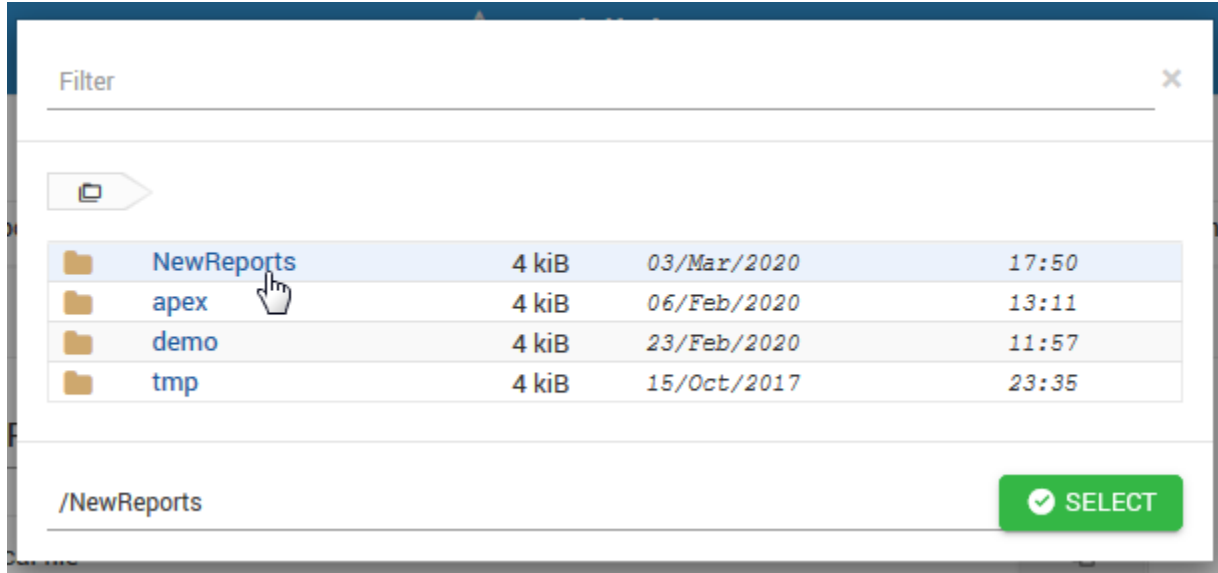 Filter
NewReports 4 kiB 03/Mar/2020 17:50
apex 4 kiB 06/Feb/2020 13:11
demo 4 kiB 23/Feb/2020 11:57
tmp 4 kiB 15/Oct/2017 23:35
/NewReports
SELECT